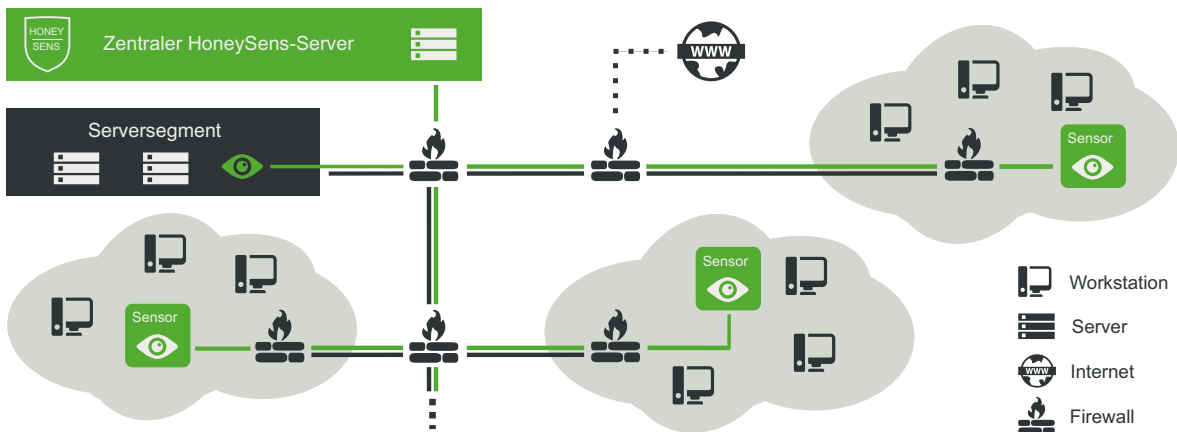 HONEY
SENS
Zentraler HoneySens-Server
WWW
Serversegment
Sensor
Sensor
Sensor
Workstation
Server
WWW
Internet
Firewall